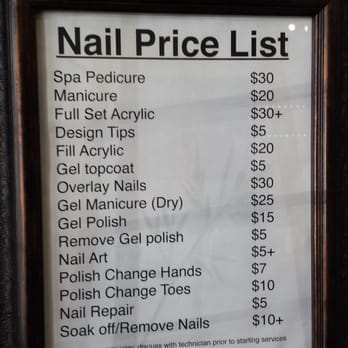 Nail Price List
Spa Pedicure $30
Manicure $20
Full Set Acrylic $30+
Design Tips $5
Fill Acrylic $20
Gel topcoat $5
Overlay Nails $30
Gel Manicure (Dry) $25
Gel Polish $15
Remove Gel polish $5
Nail Art $5+
Polish Change Hands $7
Polish Change Toes $10
Nail Repair $5
Soak off/Remove Nails $10+
discuss with technician prior to starting services